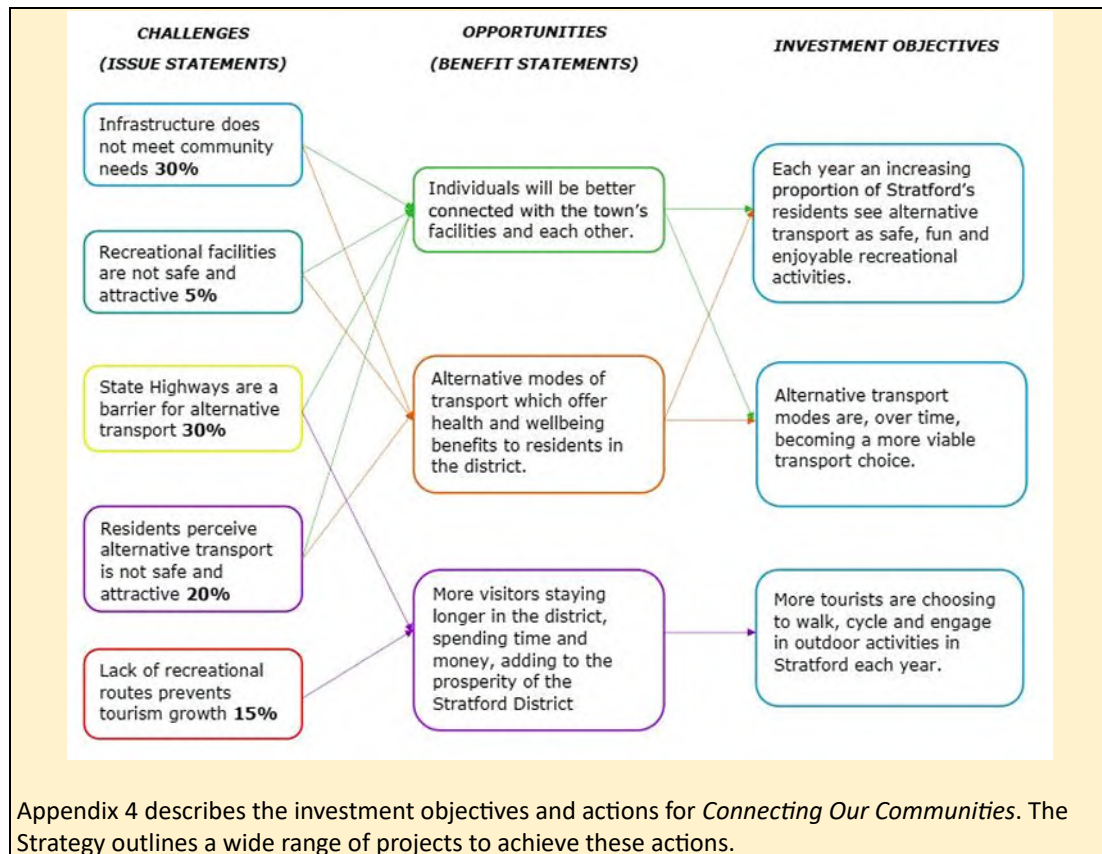 CHALLENGES
(ISSUE STATEMENTS)
Infrastructure does
not meet community
needs 30%
Recreational facilities
are not safe and
attractive 5%
State Highways are a
barrier for alternative
transport 30%
Residents perceive
alternative transport
is not safe and
attractive 20%
Lack of recreational
routes prevents
tourism growth 15%
OPPORTUNITIES
(BENEFIT STATEMENTS)
Individuals will be better
connected with the town's
facilities and each other.
Alternative modes of
transport which offer
health and wellbeing
benefits to residents in
the district.
More visitors staying
longer in the district,
spending time and
money, adding to the
prosperity of the
Stratford District
INVESTMENT OBJECTIVES
Each year an increasing
proportion of Stratford's
residents see alternative
transport as safe, fun and
enjoyable recreational
activities.
Alternative transport
modes are, over time,
becoming a more viable
transport choice.
More tourists are choosing
to walk, cycle and engage
in outdoor activities in
Stratford each year.
Appendix 4 describes the investment objectives and actions for Connecting Our Communities. The
Strategy outlines a wide range of projects to achieve these actions.